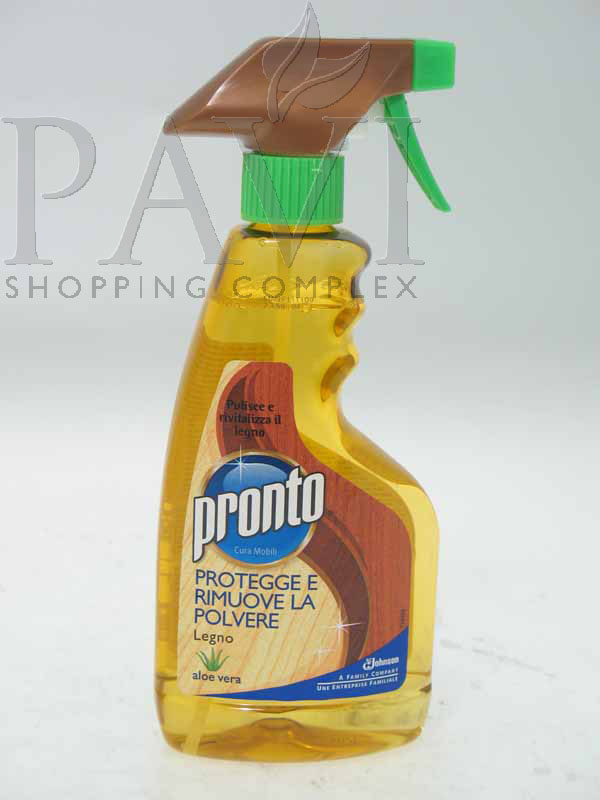 PAVI
SHOPPING COMPLEX
Pulisce e
rivitalizza il
legno
pronto
Cura Mobili
PROTEGGE E
RIMUOVE LA
POLVERE
Legno
aloe vera
SC Johnson
A FAMILY COMPANY
UNE ENTREPRISE FAMILIALE